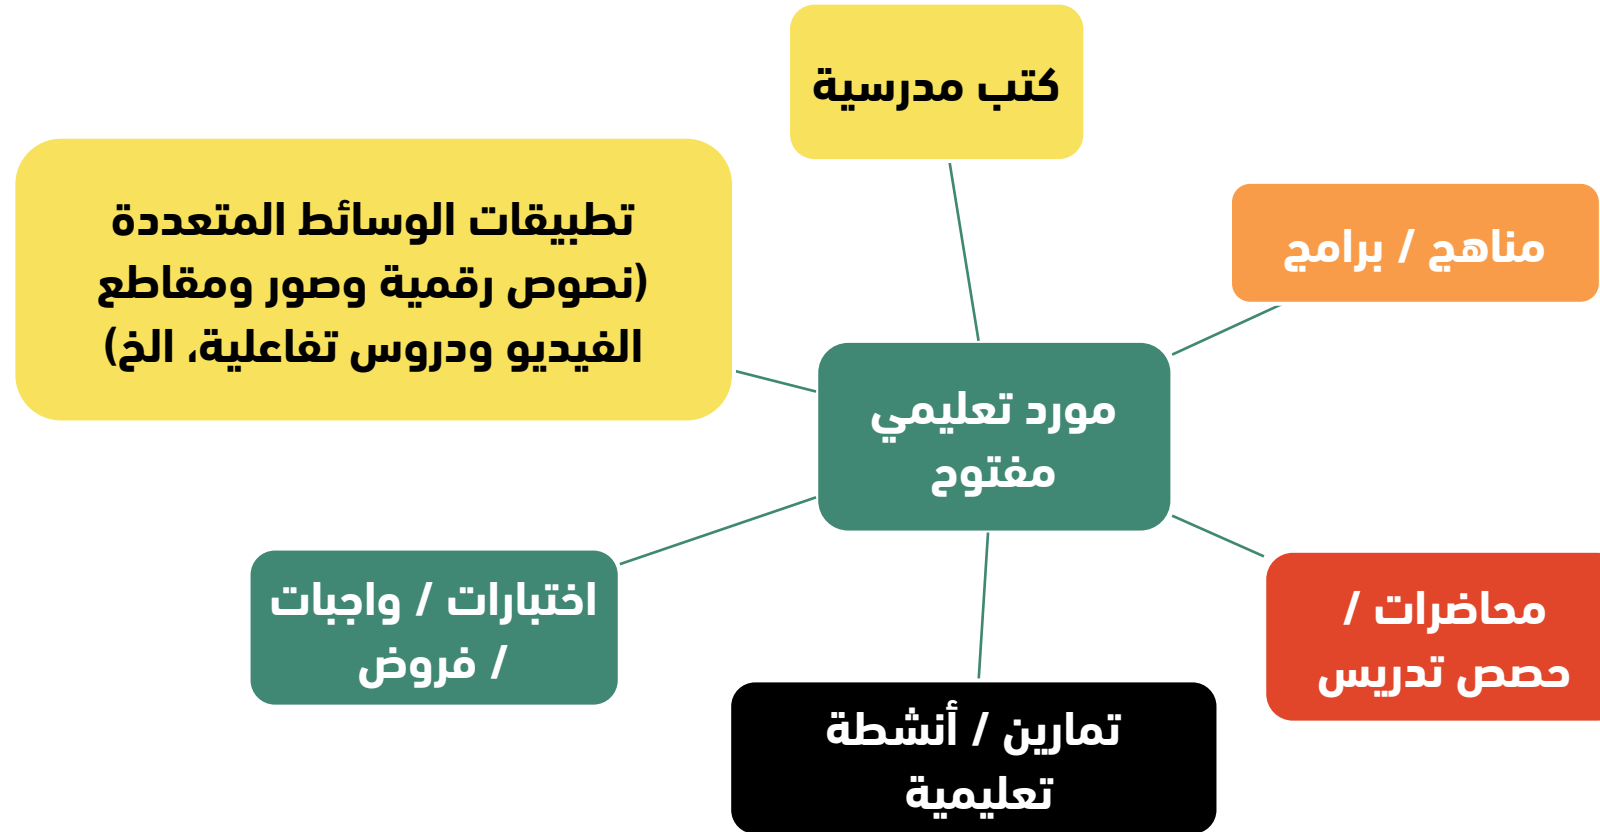 كتب مدرسية
مناهج / برامج
تطبيقات الوسائط المتعددة
(نصوص رقمية وصور ومقاطع
الفيديو ودروس تفاعلية، الخ)
مورد تعليمي
مفتوح
محاضرات /
حصص تدريس
اختبارات / واجبات
/ فروض
تمارين / أنشطة
تعليمية